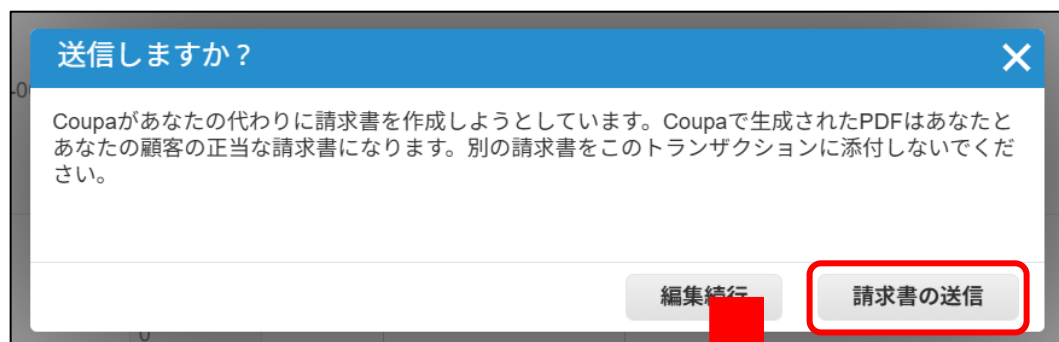 送信しますか？
Coupaがあなたの代わりに請求書を作成しようとしています。Coupaで生成されたPDFはあなたと
あなたの顧客の正当な請求書になります。別の請求書をこのトランザクションに添付しないでくだ
さい。
編集続行 請求書の送信